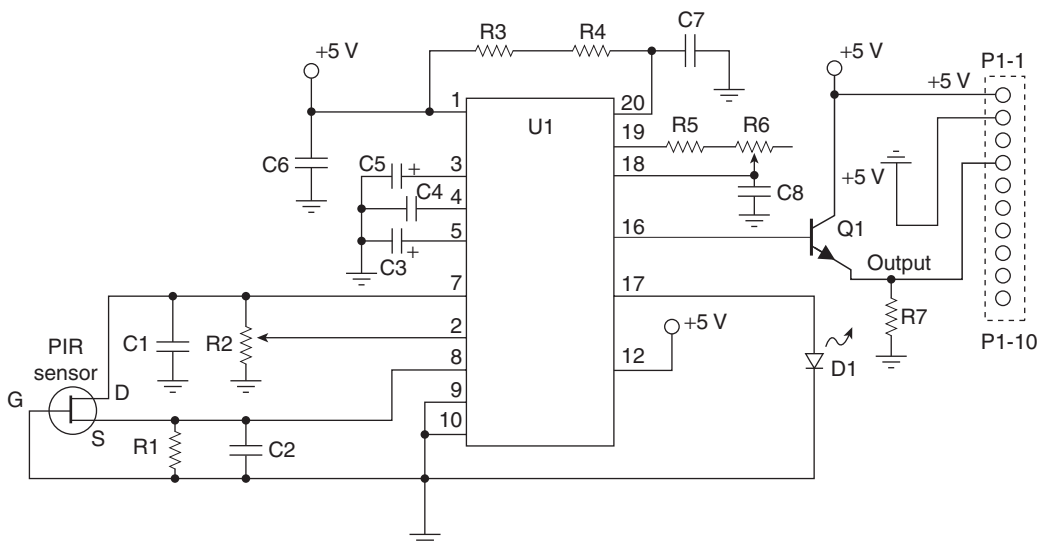 C7
R3
R4
+5 V
+5 V
P1-1
+5 V
1
20
U1
19
R5
R6
C6
C5
+
3
18
C4
4
C8
+5 V
5
16
Q1
C3
+
Output
7
17
R7
PIR
sensor
C1
R2
2
+5 V
P1-10
8
12
D1
G
D
9
S
10
R1
C2